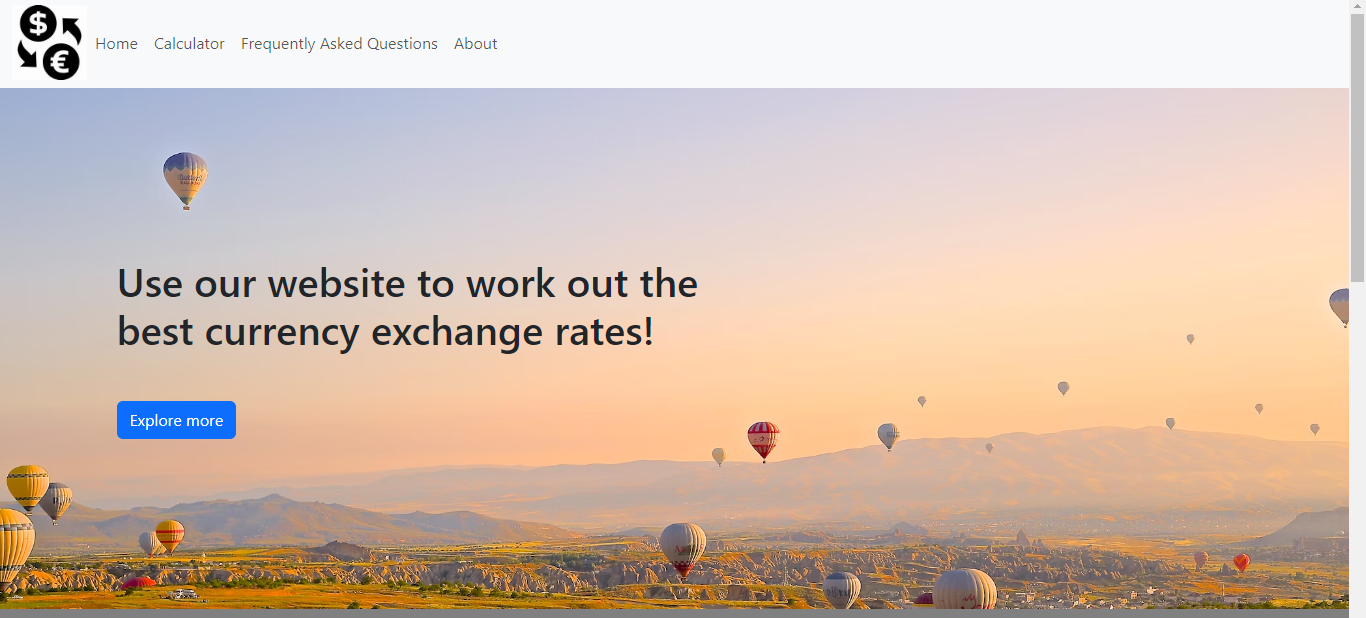 $
€
Home Calculator Frequently Asked Questions About
Use our website to work out the
best currency exchange rates!
Explore more